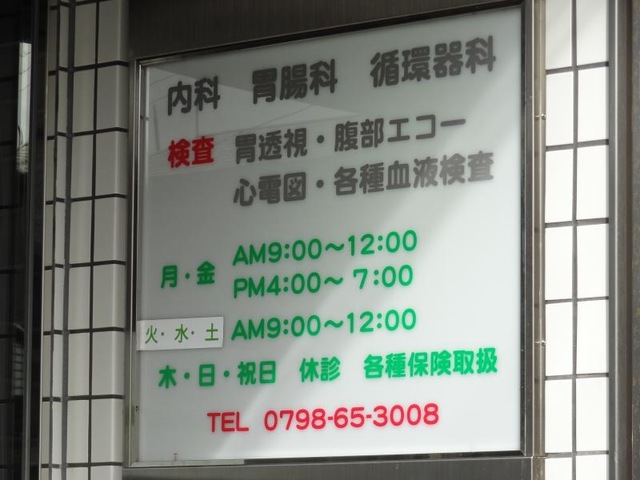 内科　胃腸科　循環器科
検査　胃透視・腹部エコー
心電図・各種血液検査
月・金　AM9:00〜12:00
PM4:00〜 7:00
火・水・土　AM9:00〜12:00
木・日・祝日　休診　各種保険取扱
TEL 0798-65-3008